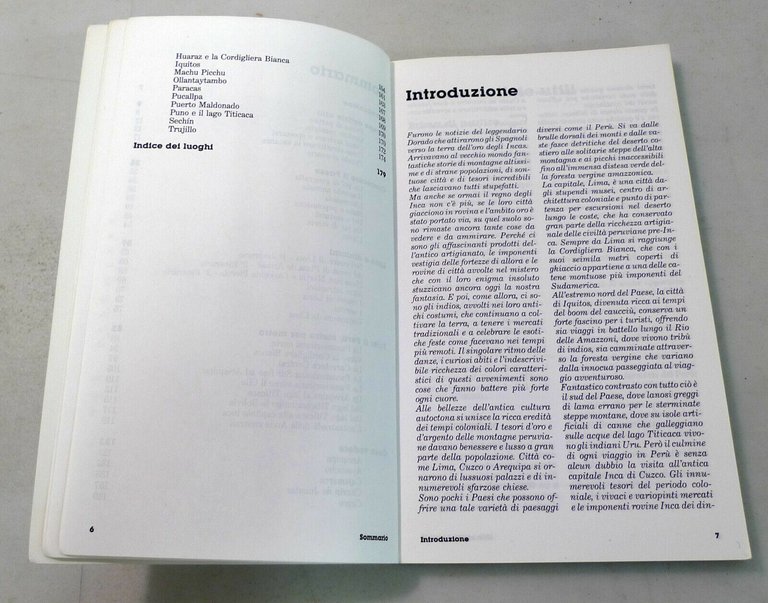 Huaraz e la Cordigliera Bianca
Iquitos
Machu Picchu
Ollantaytambo
Paracas
Pucallpa
Puerto Maldonado
Puno e il lago Titicaca
Sechín
Trujillo
161
163
167
168
169
170
174
Indice dei luoghi
179
6
Sommario
Introduzione
Furono le notizie del leggendario
Dorado che attirarono gli Spagnoli
verso la terra dell'oro degli Incas.
Arrivavano al vecchio mondo fan-
tastiche storie di montagne altissi-
me e di strane popolazioni, di son-
tuose città e di tesori incredibili
che lasciavano tutti stupefatti.
Ma anche se ormai il regno degli
Inca non c'è più, se le loro città
giacciono in rovina e l'ambito oro è
stato portato via, su quel suolo so-
no rimaste ancora tante cose da
vedere e da ammirare. Perché ci
sono gli affascinanti prodotti del-
l'antico artigianato, le imponenti
vestigia delle fortezze di allora e le
rovine di città avvolte nel mistero
che con il loro enigma insoluto
stuzzicano ancora oggi la nostra
fantasia. E poi, come allora, ci so-
no gli indios, avvolti nei loro an-
tichi costumi, che continuano a col-
tivare la terra, a tenere i mercati
tradizionali e a celebrare le esoti-
che feste come facevano nei tempi
più remoti. Il singolare ritmo delle
danze, i curiosi abiti e l'indescrivi-
bile ricchezza dei colori caratteri-
stici di questi avvenimenti sono
cose che fanno battere più forte
ogni cuore.
Alle bellezze dell'antica cultura
autoctona si unisce la ricca eredità
dei tempi coloniali. I tesori d'oro e
d'argento delle montagne peruvia-
ne davano benessere e lusso a gran
parte della popolazione. Città co-
me Lima, Cuzco o Arequipa si or-
narono di lussuosi palazzi e di in-
numerevoli sfarzose chiese.
Sono pochi i Paesi che possono of-
frire una tale varietà di paesaggi
diversi come il Perù. Si va dalle
brulle dorsali dei monti e dalle va-
ste fasce detritiche del deserto co-
stiero alle solitarie steppe dell'alta
montagna e ai picchi inaccessibili
fino all'immensa distesa verde del-
la foresta vergine amazzonica.
La capitale, Lima, è una città da-
gli stupendi musei, centro di ar-
chitettura coloniale e punto di par-
tenza per escursioni nel deserto
lungo le coste, che ha conservato
gran parte della ricchezza artigia-
nale delle civiltà peruviane pre-In-
ca. Sempre da Lima si raggiunge
la Cordigliera Bianca, che con i
suoi seimila metri coperti di
ghiaccio appartiene a una delle ca-
tene montuose più imponenti del
Sudamerica.
All'estremo nord del Paese, la città
di Iquitos, divenuta ricca ai tempi
del boom del caucciù, conserva un
forte fascino per i turisti, offrendo
sia viaggi in battello lungo il Rio
delle Amazzoni, dove vivono tribù
di indios, sia camminate attraver-
so la foresta vergine che variano
dalla innocua passeggiata al viag-
gio avventuroso.
Fantastico contrasto con tutto ciò è
il sud del Paese, dove lanosi greggi
di lama errano per le sterminate
steppe montane, dove su isole arti-
ficiali di canne che galleggiano
sulle acque del lago Titicaca vivo-
no gli indiani Uru. Però il culmine
di ogni viaggio in Perù è senza
alcun dubbio la visita all'antica
capitale Inca di Cuzco. Gli innu-
merevoli tesori del periodo colo-
niale, i vivaci e variopinti mercati
e le imponenti rovine Inca dei din-
Introduzione
7